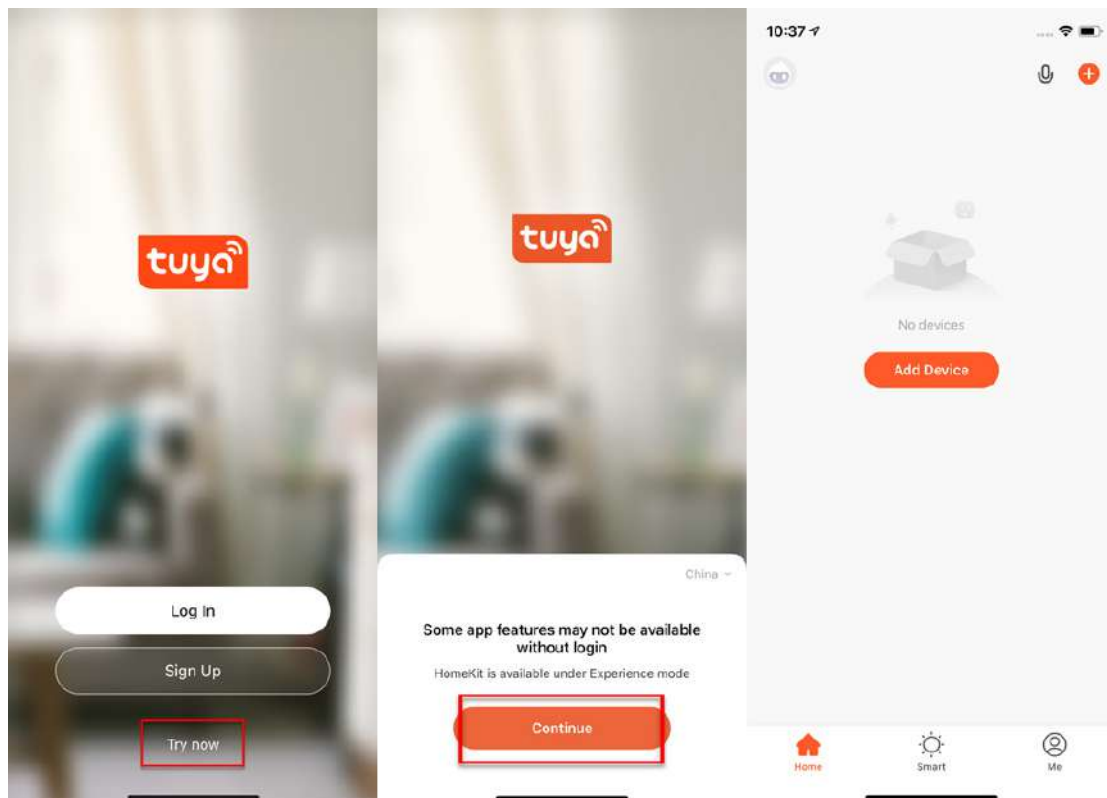 tuya
Log In
Sign Up
Try now
tuya
China
Some app features may not be available
without login
HomeKit is available under Experience mode
Continue
10:37
No devices
Add Device
Home
Smart
Me